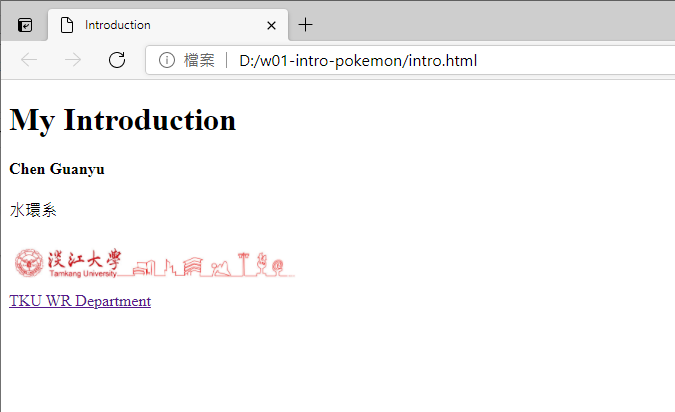 Introduction
檔案 D:/w01-intro-pokemon/intro.html
My Introduction
Chen Guanyu
水環系
淡江大學
Tamkang University
TKU WR Department